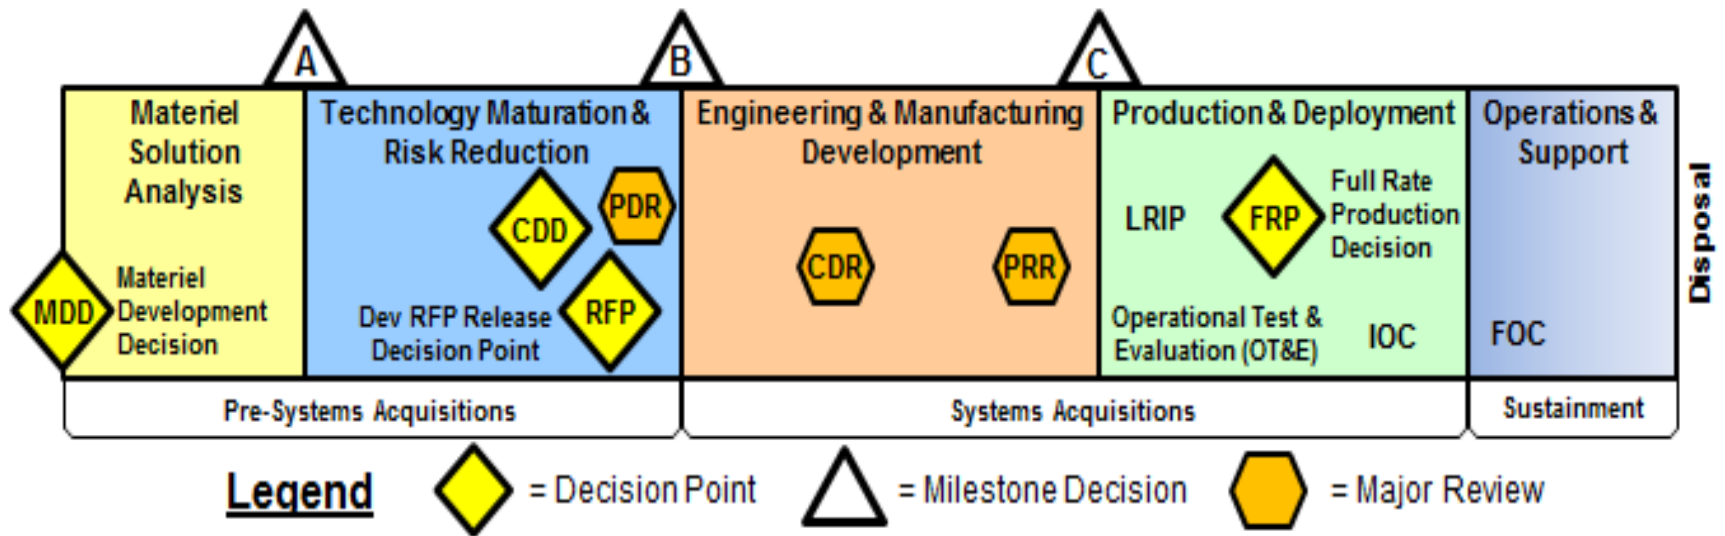 A
B
C
Materiel
Solution
Analysis
MDD
Materiel
Development
Decision
Technology Maturation &
Risk Reduction
CDD
PDR
Dev RFP Release
Decision Point
RFP
Engineering & Manufacturing
Development
CDR
PRR
Production & Deployment
LRIP
FRP
Full Rate
Production
Decision
Operational Test &
Evaluation (OT&E)
IOC
Operations &
Support
FOC
Disposal
Pre-Systems Acquisitions
Systems Acquisitions
Sustainment
Legend
= Decision Point
= Milestone Decision
= Major Review